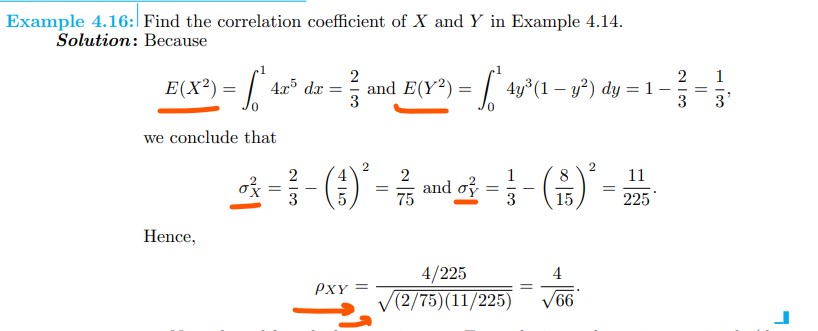 Example 4.16: Find the correlation coefficient of X and Y in Example 4.14.
Solution: Because
E(X²) = ∫₀¹ 4x⁵ dx = 2/3 and E(Y²) = ∫₀¹ 4y³(1 − y²) dy = 1 − 2/3 = 1/3,
we conclude that
σ²_X = 2/3 − (4/5)² = 2/75 and σ²_Y = 1/3 − (8/15)² = 11/225.
Hence,
ρ_XY = (4/225)/√((2/75)(11/225)) = 4/√66.